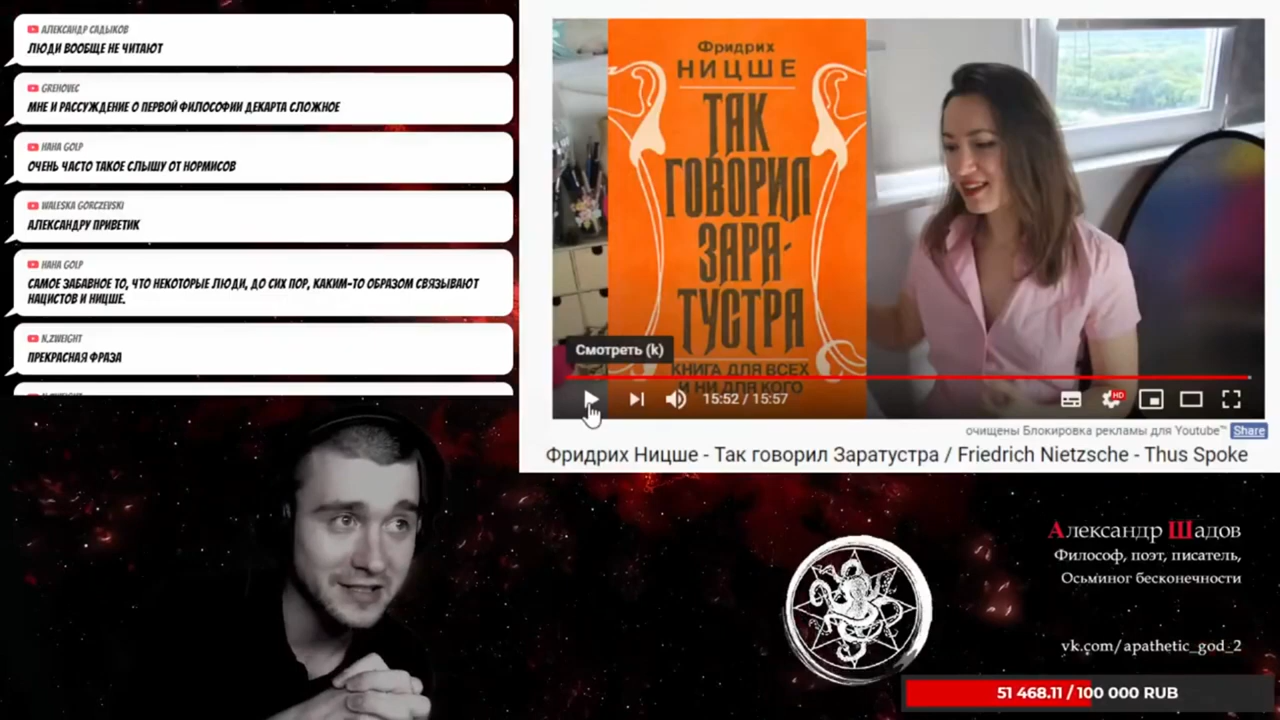 АЛЕКСАНДР САДЫКОВ
ЛЮДИ ВООБЩЕ НЕ ЧИТАЮТ
GREHOVEC
МНЕ И РАССУЖДЕНИЕ О ПЕРВОЙ ФИЛОСОФИИ ДЕКАРТА СЛОЖНОЕ
НАНА GOLP
ОЧЕНЬ ЧАСТО ТАКОЕ СЛЫШУ ОТ НОРМИСОВ
WALESKA GORCZEVSKI
АЛЕКСАНДРУ ПРИВЕТИК
НАНА GOLP
САМОЕ ЗАБАВНОЕ ТО, ЧТО НЕКОТОРЫЕ ЛЮДИ, ДО СИХ ПОР, КАКИМ-ТО ОБРАЗОМ СВЯЗЫВАЮТ
НАЦИСТОВ И НИЦШЕ.
N.ZWEIGHT
ПРЕКРАСНАЯ ФРАЗА
Фридрих
НИЦШЕ
ТАК
ГОВОРИЛ
ЗАРА-
ТУСТРА
КНИГА ДЛЯ ВСЕХ
И НИ ДЛЯ КОГО
Смотреть (k)
15:52 / 15:57
HD
очищены Блокировка рекламы для Youtube™ Share
Фридрих Ницше - Так говорил Заратустра / Friedrich Nietzsche - Thus Spoke
Александр Шадов
Философ, поэт, писатель,
Осьминог бесконечности
vk.com/apathetic_god_2
51 468.11 / 100 000 RUB